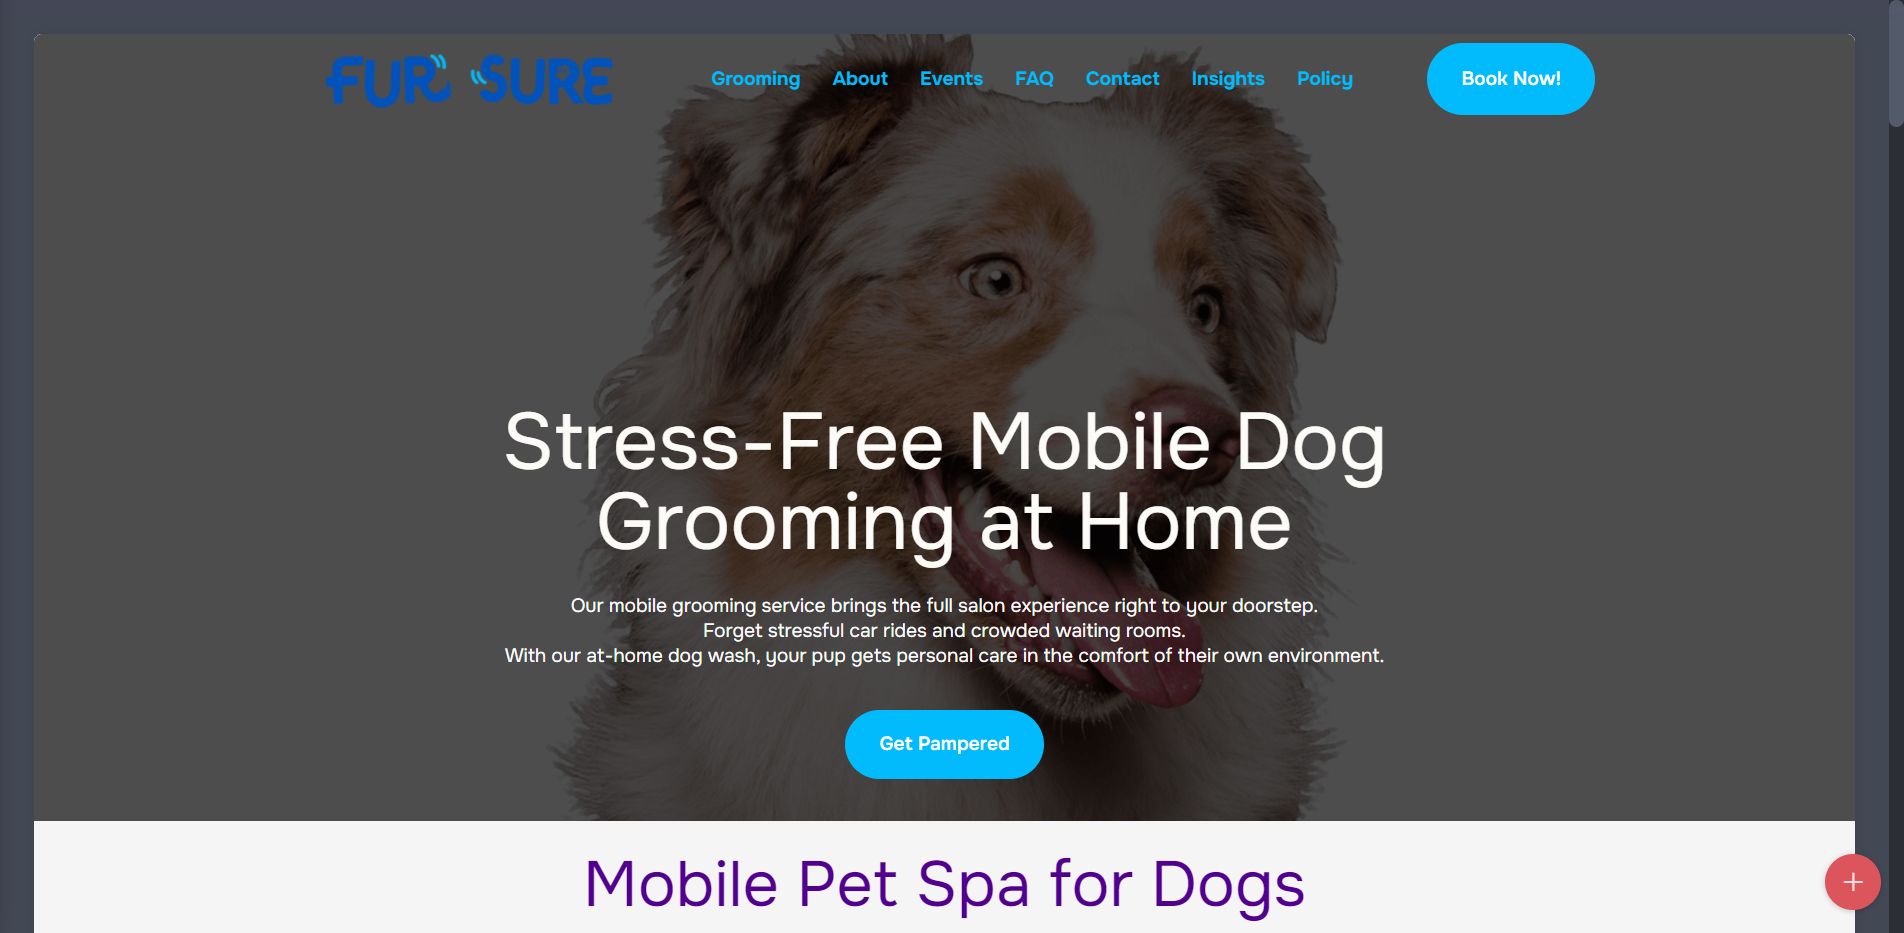 FUR SURE
Grooming About Events FAQ Contact Insights Policy
Book Now!
Stress-Free Mobile Dog
Grooming at Home
Our mobile grooming service brings the full salon experience right to your doorstep.
Forget stressful car rides and crowded waiting rooms.
With our at-home dog wash, your pup gets personal care in the comfort of their own environment.
Get Pampered
Mobile Pet Spa for Dogs